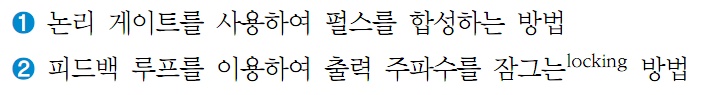 ❶ 논리 게이트를 사용하여 펄스를 합성하는 방법
❷ 피드백 루프를 이용하여 출력 주파수를 잠그는locking 방법